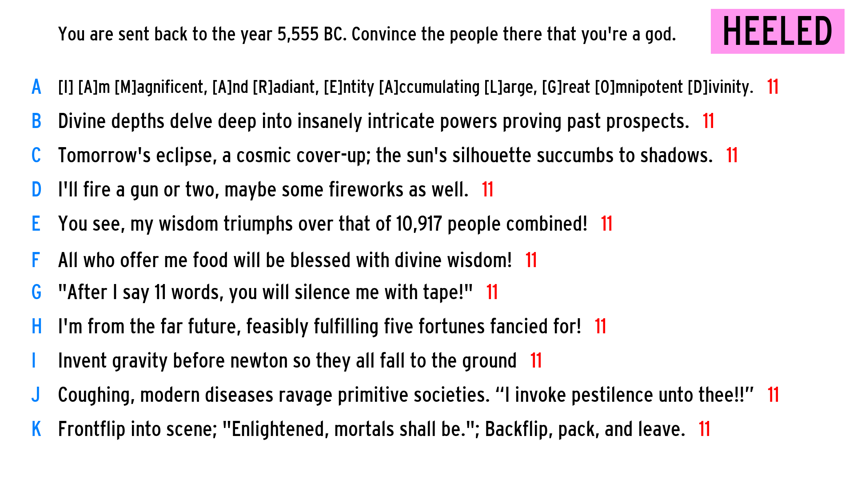 You are sent back to the year 5,555 BC. Convince the people there that you're a god.
HEELED
A [I] [A]m [M]agnificent, [A]nd [R]adiant, [E]ntity [A]ccumulating [L]arge, [G]reat [O]mnipotent [D]ivinity. 11
B Divine depths delve deep into insanely intricate powers proving past prospects. 11
C Tomorrow's eclipse, a cosmic cover-up; the sun's silhouette succumbs to shadows. 11
D I'll fire a gun or two, maybe some fireworks as well. 11
E You see, my wisdom triumphs over that of 10,917 people combined! 11
F All who offer me food will be blessed with divine wisdom! 11
G "After I say 11 words, you will silence me with tape!" 11
H I'm from the far future, feasibly fulfilling five fortunes fancied for! 11
I Invent gravity before newton so they all fall to the ground 11
J Coughing, modern diseases ravage primitive societies. “I invoke pestilence unto thee!!” 11
K Frontflip into scene; "Enlightened, mortals shall be."; Backflip, pack, and leave. 11